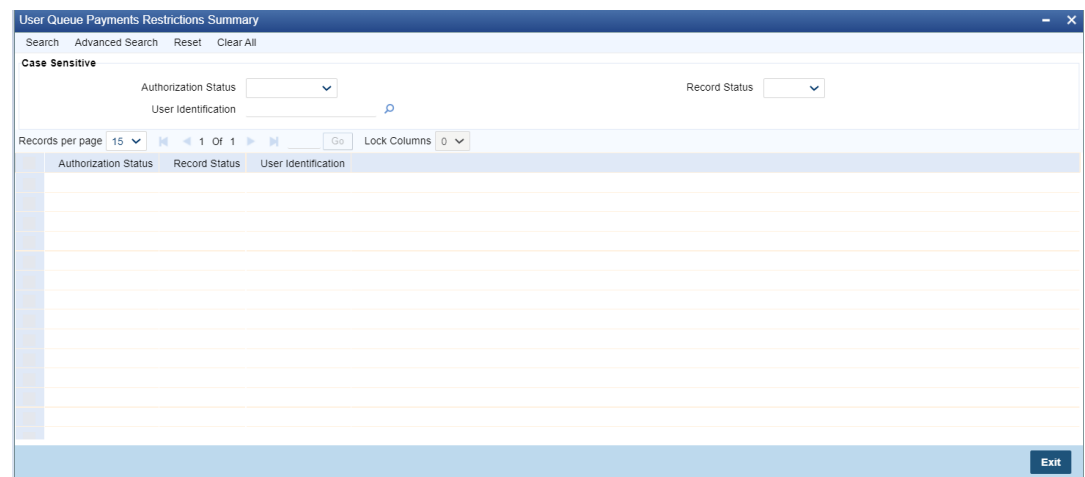 User Queue Payments Restrictions Summary
Search Advanced Search Reset Clear All
Case Sensitive
Authorization Status Record Status
User Identification
Records per page 15 1 Of 1 Go Lock Columns 0
Authorization Status Record Status User Identification
Exit